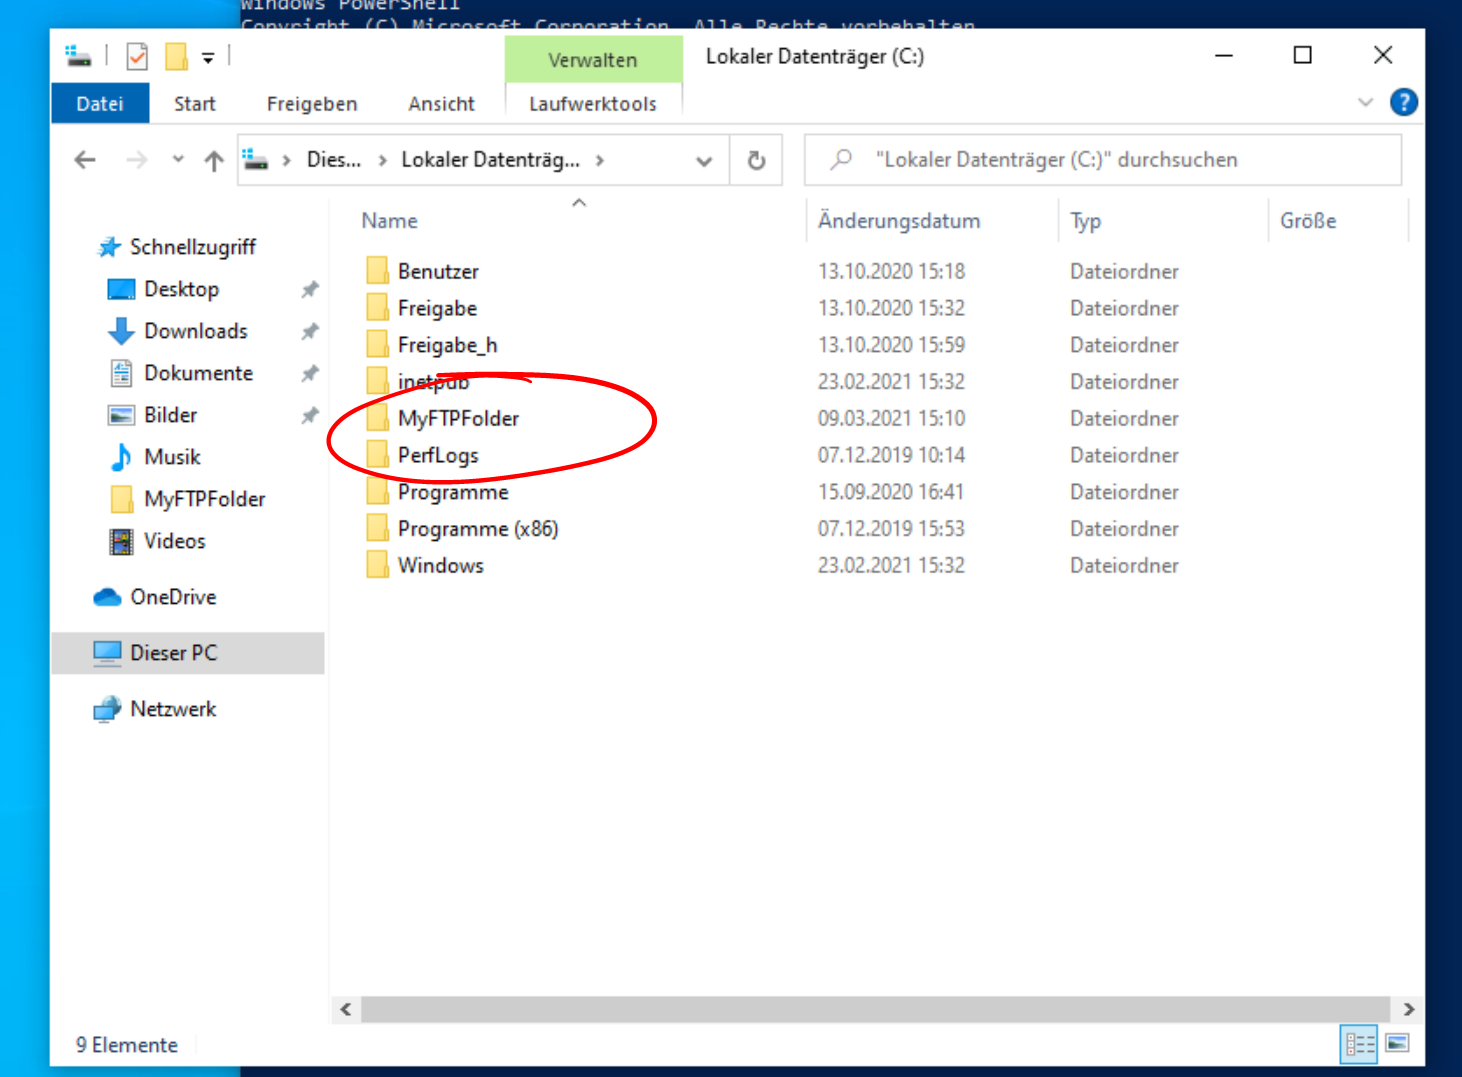 Windows PowerShell
Copyright (C) Microsoft Corporation. Alle Rechte vorbehalten
Verwalten
Lokaler Datenträger (C:)
Datei Start Freigeben Ansicht Laufwerktools ?
Dies... Lokaler Datenträg... "Lokaler Datenträger (C:)" durchsuchen
Name Änderungsdatum Typ Größe
Schnellzugriff
Desktop
Downloads
Dokumente
Bilder
Musik
MyFTPFolder
Videos
OneDrive
Dieser PC
Netzwerk
Benutzer 13.10.2020 15:18 Dateiordner
Freigabe 13.10.2020 15:32 Dateiordner
Freigabe_h 13.10.2020 15:59 Dateiordner
inetpub 23.02.2021 15:32 Dateiordner
MyFTPFolder 09.03.2021 15:10 Dateiordner
PerfLogs 07.12.2019 10:14 Dateiordner
Programme 15.09.2020 16:41 Dateiordner
Programme (x86) 07.12.2019 15:53 Dateiordner
Windows 23.02.2021 15:32 Dateiordner
9 Elemente